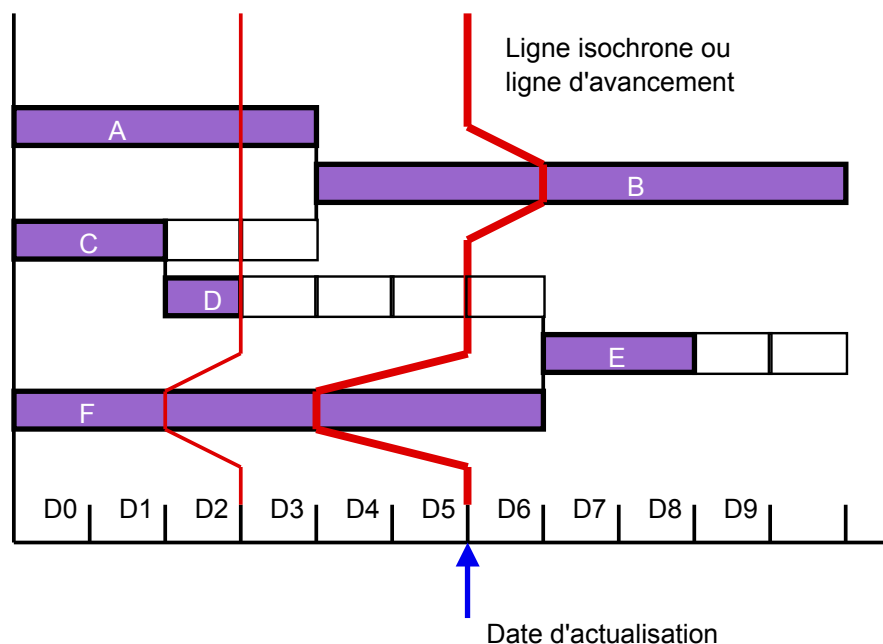 Ligne isochrone ou
ligne d'avancement
A
B
C
D
E
F
D0 D1 D2 D3 D4 D5 D6 D7 D8 D9
Date d'actualisation